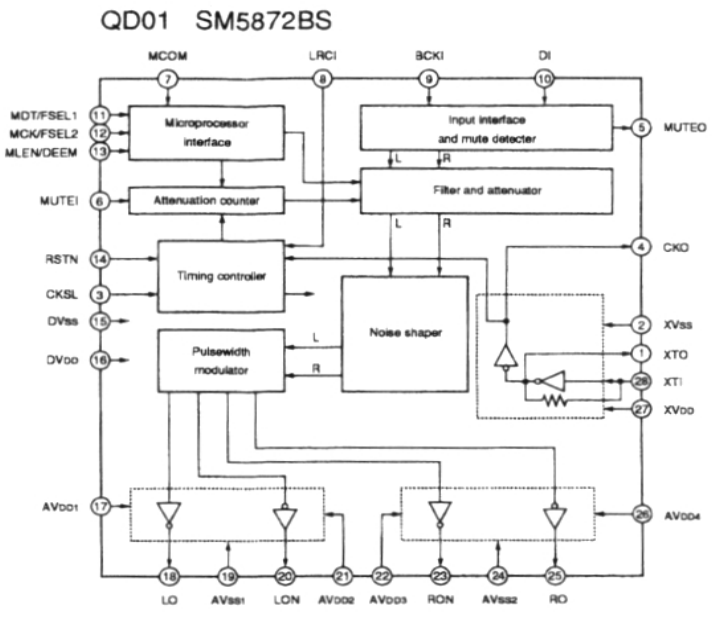 QD01 SM5872BS
MCOM LRCI BCKI DI
7 8 9 10
MDT/FSEL1 11
MCK/FSEL2 12
MLEN/DEEM 13
Microprocessor
interface
Input interface
and mute detecter
5 MUTEO
L R
MUTEI 6
Attenuation counter
Filter and attenuator
L R
RSTN 14
CKSL 3
Timing controller
4 CKO
DVSS 15
DVDD 16
Noise shaper
2 XVSS
1 XTO
28 XTI
27 XVDD
Pulsewidth
modulator
L
R
AVDD1 17
26 AVDD4
18 19 20 21 22 23 24 25
LO AVSS1 LON AVDD2 AVDD3 RON AVSS2 RO